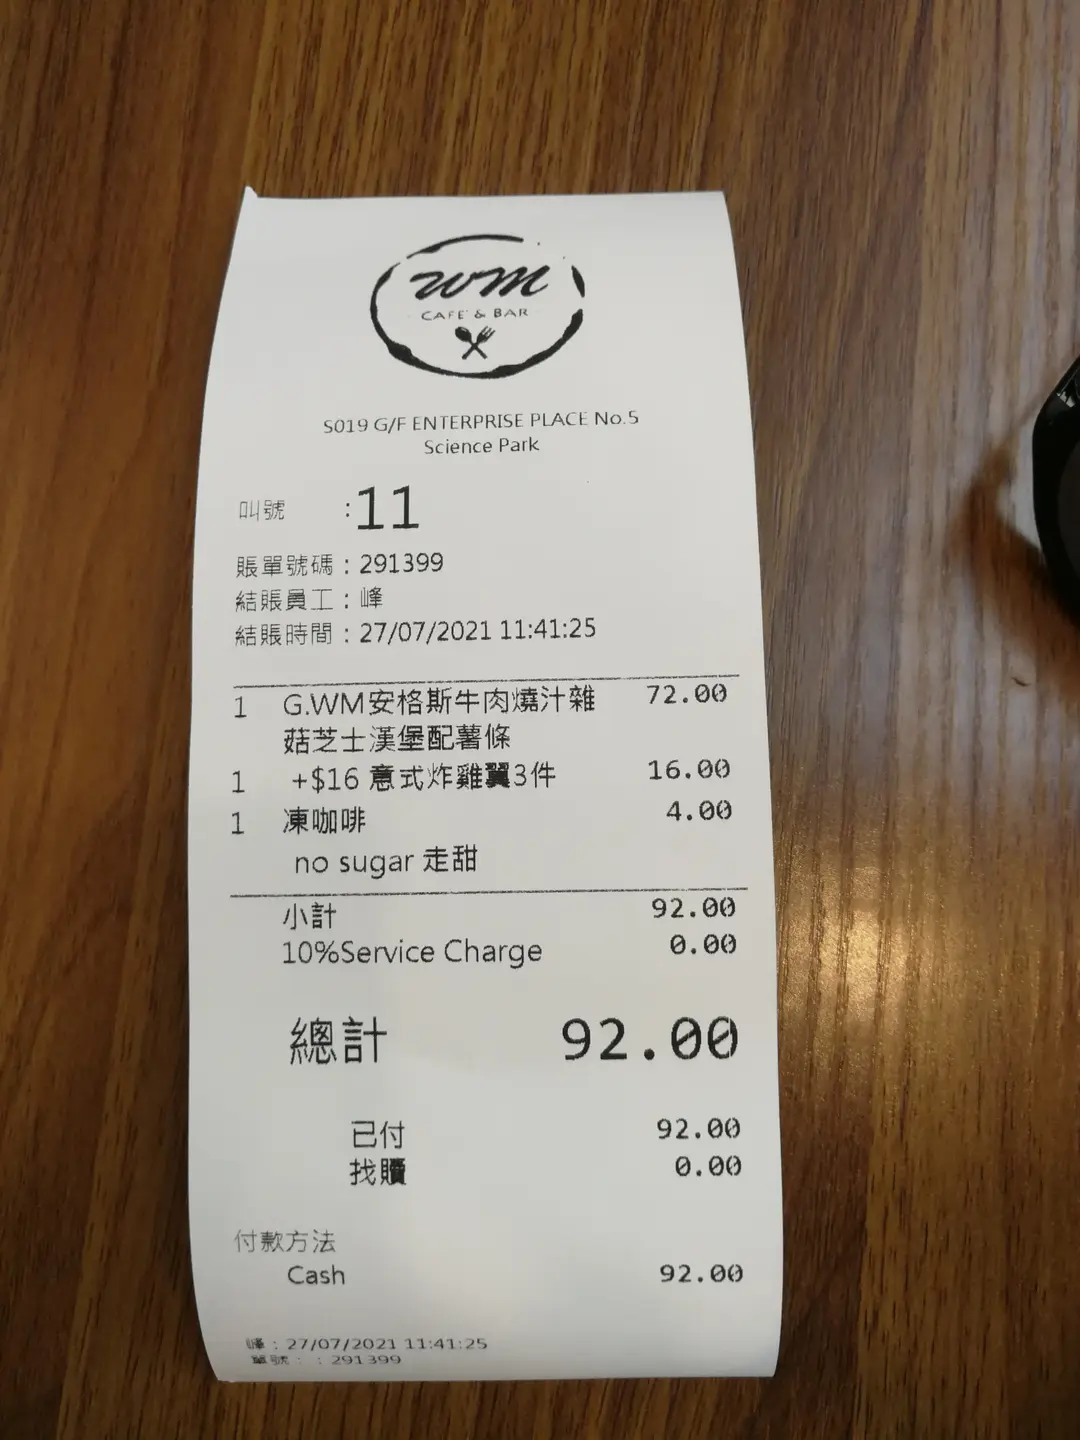 WM
CAFE & BAR
S019 G/F ENTERPRISE PLACE No.5
Science Park
叫號 :11
賬單號碼 : 291399
結賬員工 : 峰
結賬時間 : 27/07/2021 11:41:25
1 G.WM安格斯牛肉燒汁雜 72.00
菇芝士漢堡配薯條
1 +$16 意式炸雞翼3件 16.00
1 凍咖啡 4.00
no sugar 走甜
小計 92.00
10%Service Charge 0.00
總計 92.00
已付 92.00
找贖 0.00
付款方法
Cash 92.00
峰 : 27/07/2021 11:41:25
單號 : : 291399